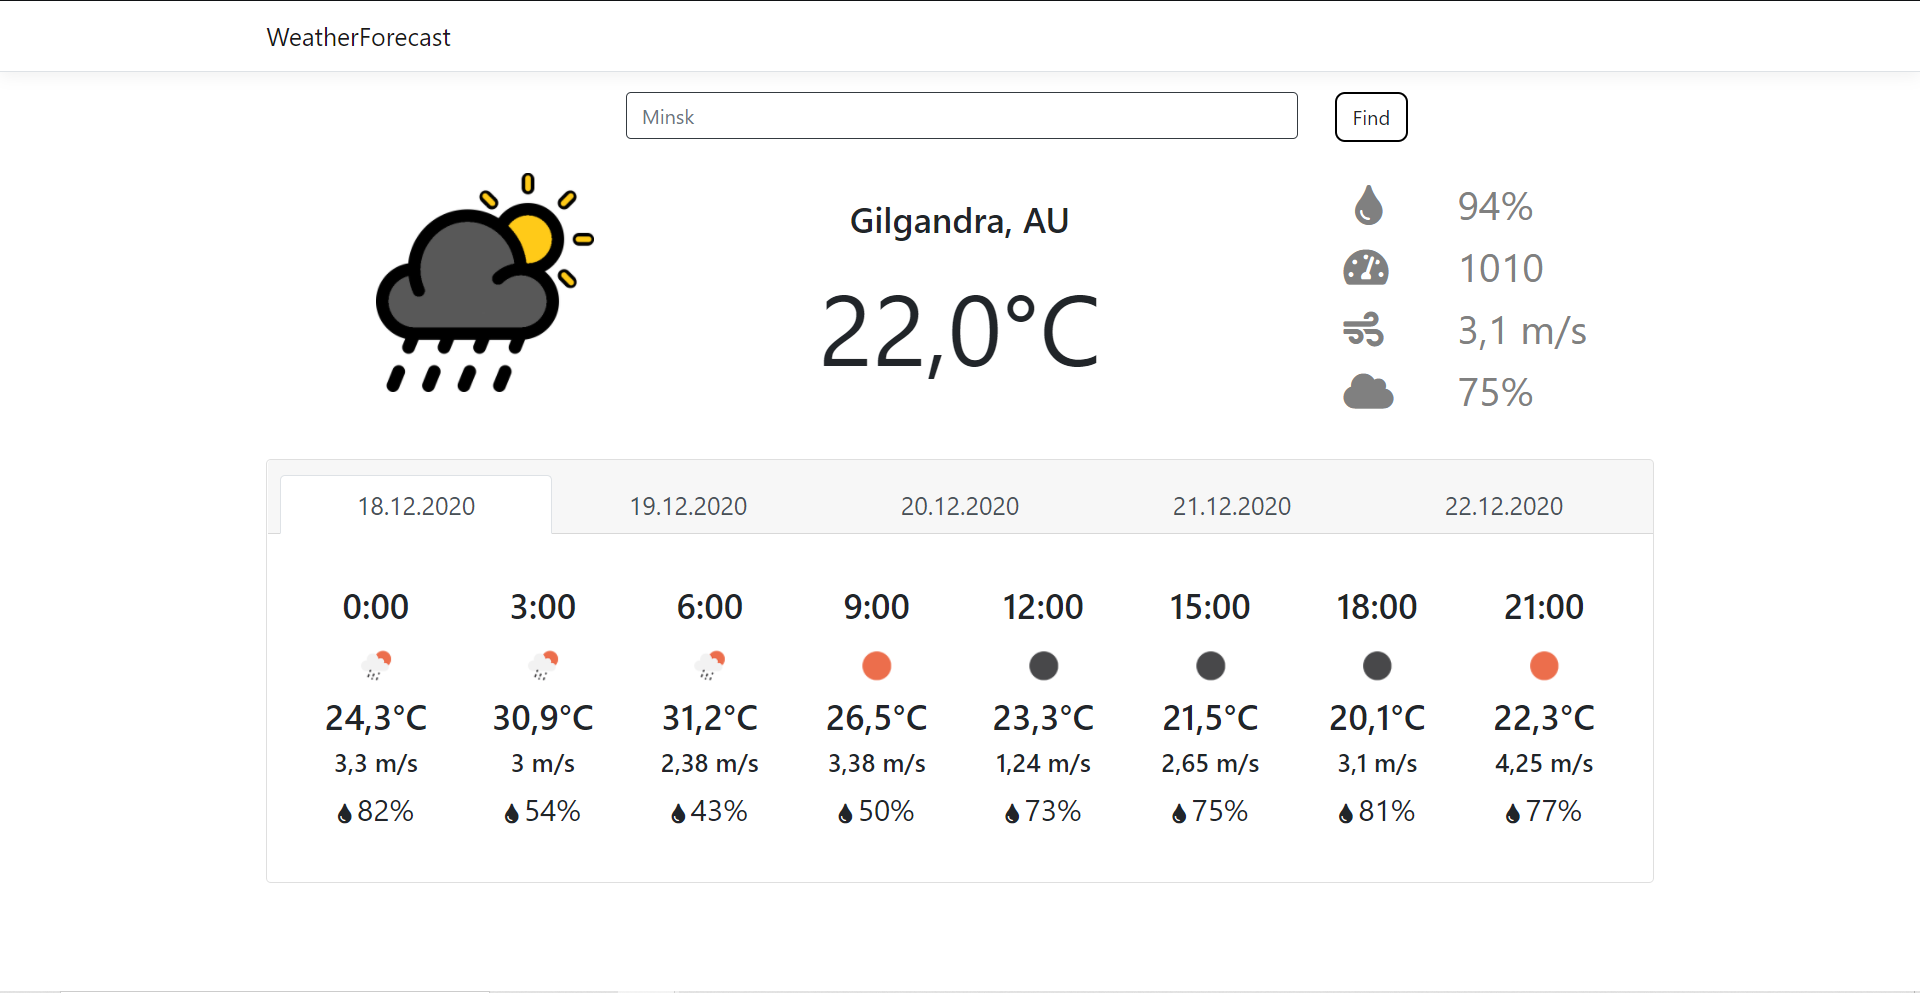 WeatherForecast
Minsk
Find
Gilgandra, AU
22,0°C
94%
1010
3,1 m/s
75%
18.12.2020 19.12.2020 20.12.2020 21.12.2020 22.12.2020
0:00 3:00 6:00 9:00 12:00 15:00 18:00 21:00
24,3°C 30,9°C 31,2°C 26,5°C 23,3°C 21,5°C 20,1°C 22,3°C
3,3 m/s 3 m/s 2,38 m/s 3,38 m/s 1,24 m/s 2,65 m/s 3,1 m/s 4,25 m/s
82% 54% 43% 50% 73% 75% 81% 77%